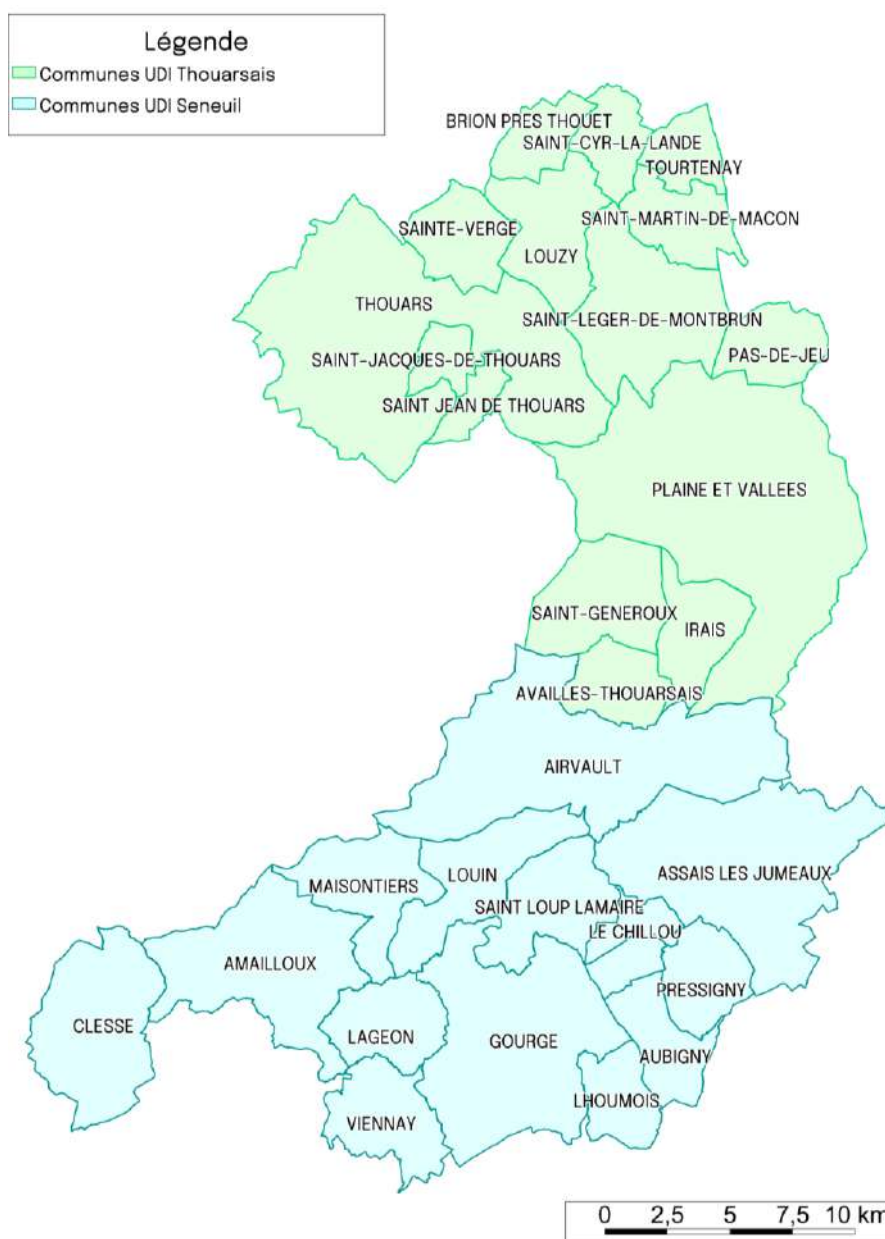 Légende
Communes UDI Thouarsais
Communes UDI Seneuil
BRION PRES THOUET
SAINT-CYR-LA-LANDE
TOURTENAY
SAINT-MARTIN-DE-MACON
SAINTE-VERGE
LOUZY
THOUARS
SAINT-LEGER-DE-MONTBRUN
PAS-DE-JEU
SAINT-JACQUES-DE-THOUARS
SAINT JEAN DE THOUARS
PLAINE ET VALLEES
SAINT-GENEROUX
IRAIS
AVAILLES-THOUARSAIS
AIRVAULT
ASSAIS LES JUMEAUX
LOUIN
MAISONTIERS
SAINT LOUP LAMAIRE
LE CHILLOU
AMAILLOUX
PRESSIGNY
CLESSE
LAGEON
GOURGE
AUBIGNY
LHOUMOIS
VIENNAY
0 2,5 5 7,5 10 km